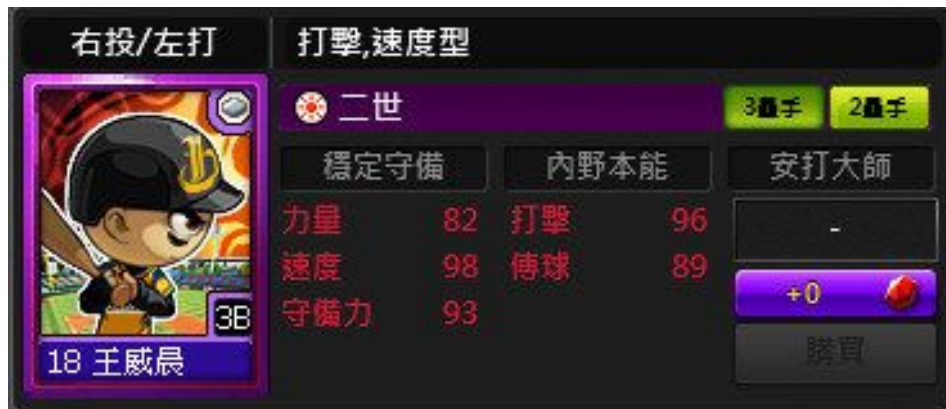 右投/左打
打擊,速度型
二世
3壘手
2壘手
穩定守備
內野本能
安打大師
力量 82 打擊 96
-
速度 98 傳球 89
+0
3B
守備力 93
18 王威晨
購買